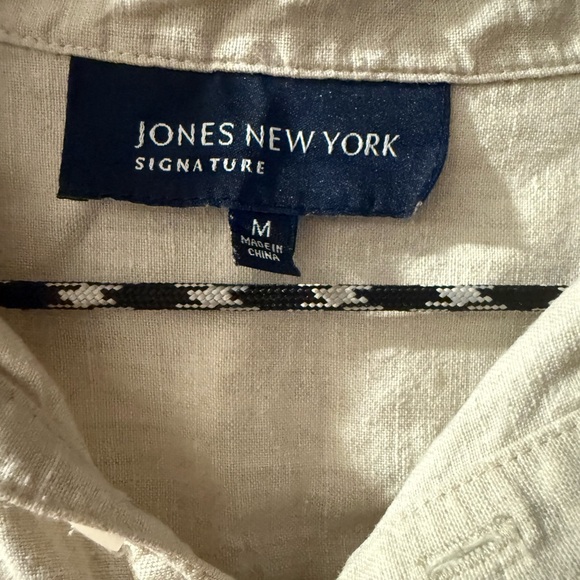 JONES NEW YORK
SIGNATURE
M
MADE IN
CHINA